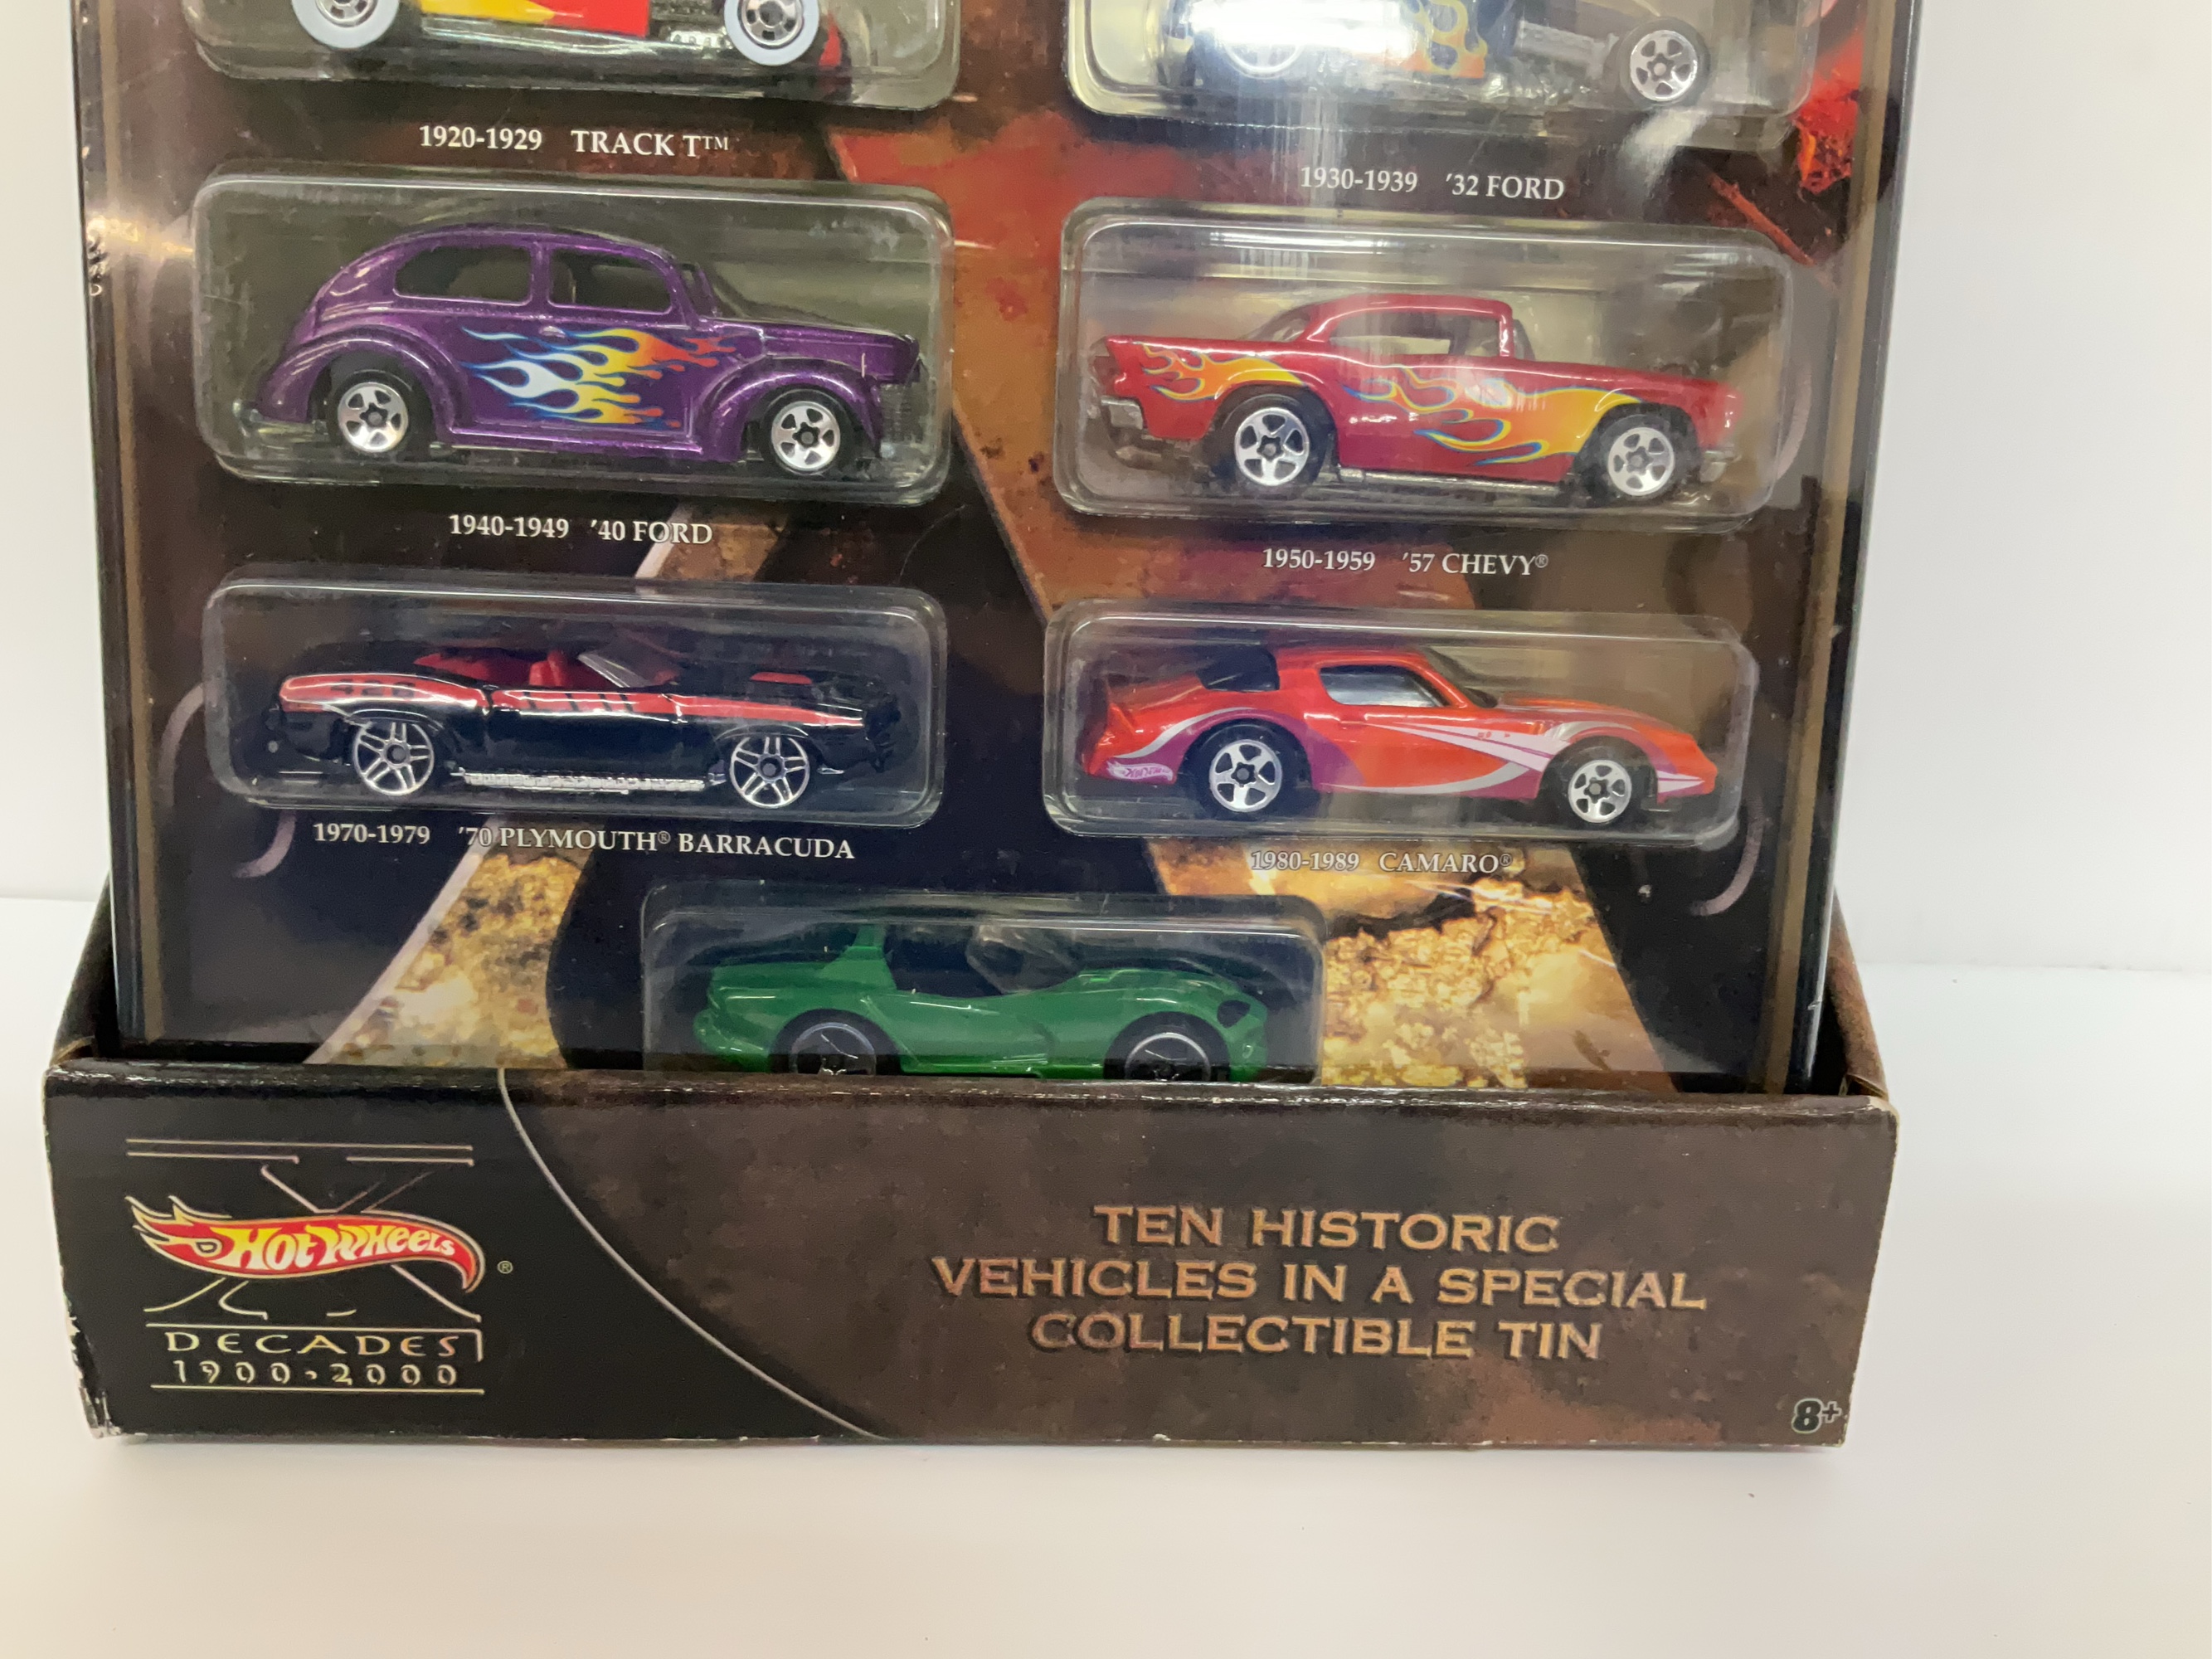 1920-1929 TRACK T™
1930-1939 '32 FORD
1940-1949 '40 FORD
1950-1959 '57 CHEVY®
1970-1979 '70 PLYMOUTH® BARRACUDA
1980-1989 CAMARO®
HOT WHEELS ®
DECADES
1900·2000
TEN HISTORIC
VEHICLES IN A SPECIAL
COLLECTIBLE TIN
8+